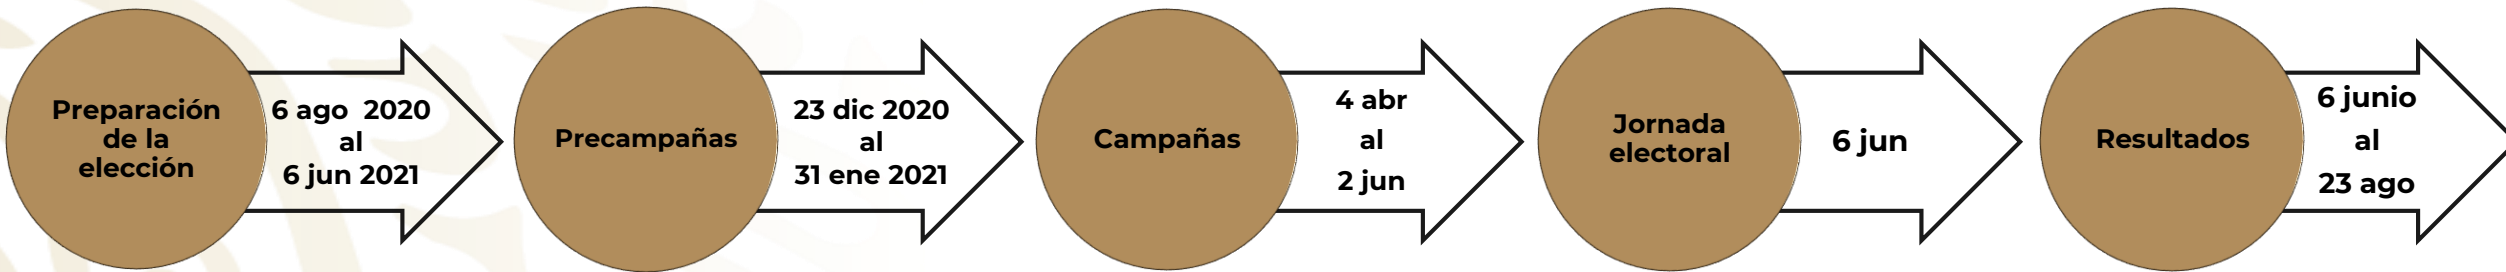 Preparación
de la
elección
6 ago 2020
al
6 jun 2021
Precampañas
23 dic 2020
al
31 ene 2021
Campañas
4 abr
al
2 jun
Jornada
electoral
6 jun
Resultados
6 junio
al
23 ago